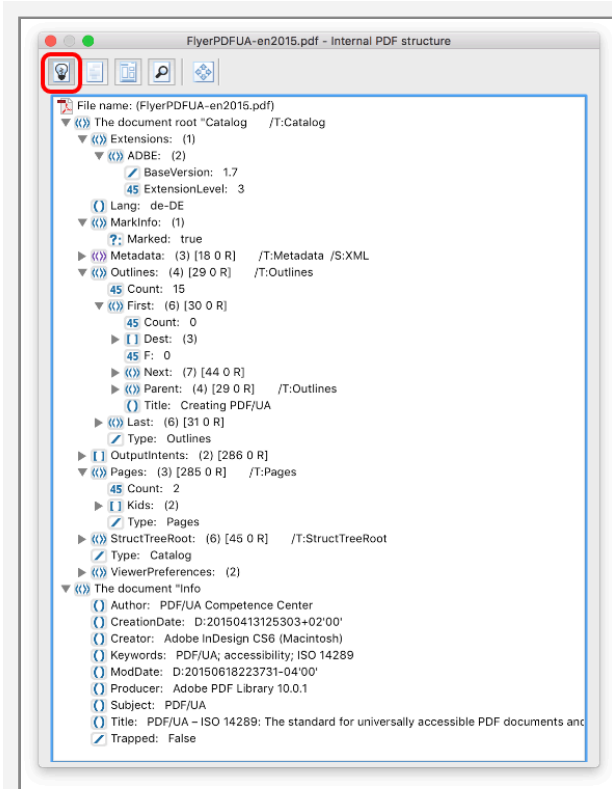 FlyerPDFUA-en2015.pdf - Internal PDF structure
File name: (FlyerPDFUA-en2015.pdf)
The document root "Catalog /T:Catalog
Extensions: (1)
ADBE: (2)
BaseVersion: 1.7
45 ExtensionLevel: 3
Lang: de-DE
MarkInfo: (1)
Marked: true
Metadata: (3) [18 0 R] /T:Metadata /S:XML
Outlines: (4) [29 0 R] /T:Outlines
45 Count: 15
First: (6) [30 0 R]
45 Count: 0
Dest: (3)
45 F: 0
Next: (7) [44 0 R]
Parent: (4) [29 0 R] /T:Outlines
Title: Creating PDF/UA
Last: (6) [31 0 R]
Type: Outlines
OutputIntents: (2) [286 0 R]
Pages: (3) [285 0 R] /T:Pages
45 Count: 2
Kids: (2)
Type: Pages
StructTreeRoot: (6) [45 0 R] /T:StructTreeRoot
Type: Catalog
ViewerPreferences: (2)
The document "Info
Author: PDF/UA Competence Center
CreationDate: D:20150413125303+02'00'
Creator: Adobe InDesign CS6 (Macintosh)
Keywords: PDF/UA; accessibility; ISO 14289
ModDate: D:20150618223731-04'00'
Producer: Adobe PDF Library 10.0.1
Subject: PDF/UA
Title: PDF/UA – ISO 14289: The standard for universally accessible PDF documents and
Trapped: False